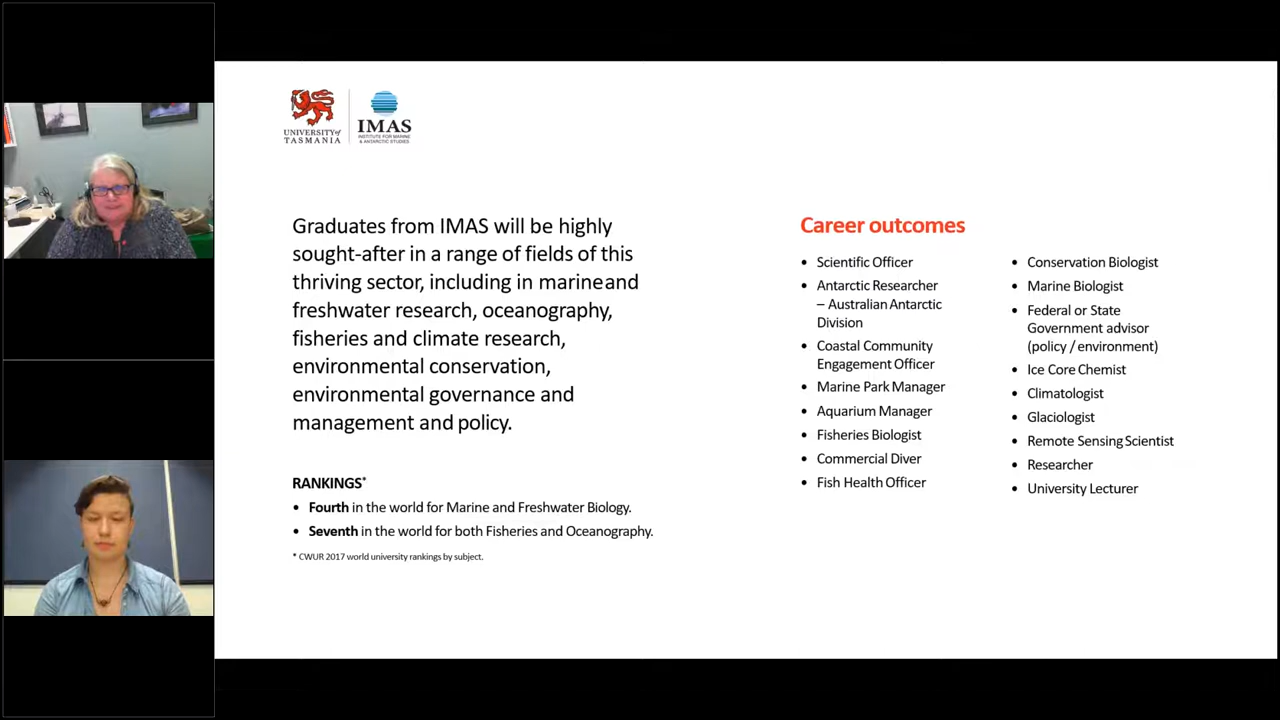 UNIVERSITY of
TASMANIA
IMAS
INSTITUTE FOR MARINE
& ANTARCTIC STUDIES
Graduates from IMAS will be highly
sought-after in a range of fields of this
thriving sector, including in marine and
freshwater research, oceanography,
fisheries and climate research,
environmental conservation,
environmental governance and
management and policy.
RANKINGS*
• Fourth in the world for Marine and Freshwater Biology.
• Seventh in the world for both Fisheries and Oceanography.
* CWUR 2017 world university rankings by subject.
Career outcomes
• Scientific Officer
• Antarctic Researcher
– Australian Antarctic
Division
• Coastal Community
Engagement Officer
• Marine Park Manager
• Aquarium Manager
• Fisheries Biologist
• Commercial Diver
• Fish Health Officer
• Conservation Biologist
• Marine Biologist
• Federal or State
Government advisor
(policy / environment)
• Ice Core Chemist
• Climatologist
• Glaciologist
• Remote Sensing Scientist
• Researcher
• University Lecturer